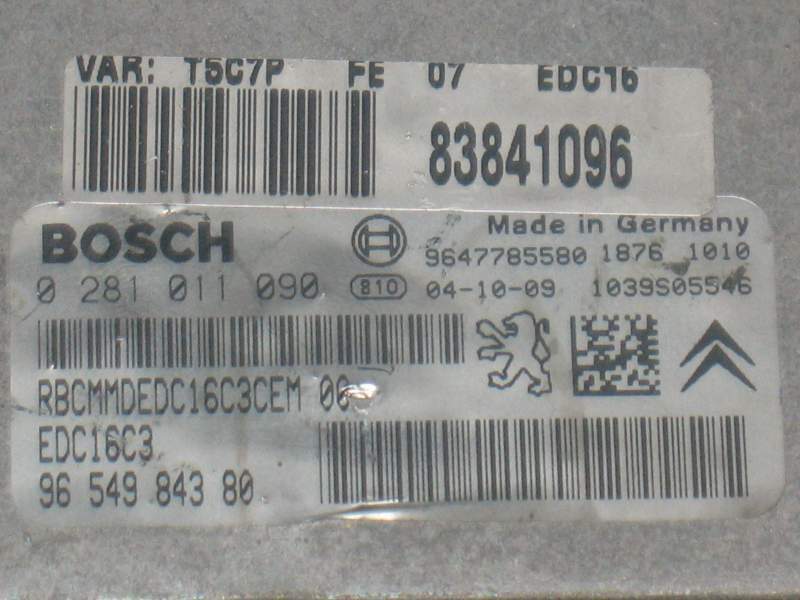 VAR: T5C7P FE 07 EDC16
83841096
BOSCH
Made in Germany
9647785580 1876 1010
0 281 011 090
810
04-10-09 1039S05546
RBCMMDEDC16C3CEM 00
EDC16C3
96 549 843 80